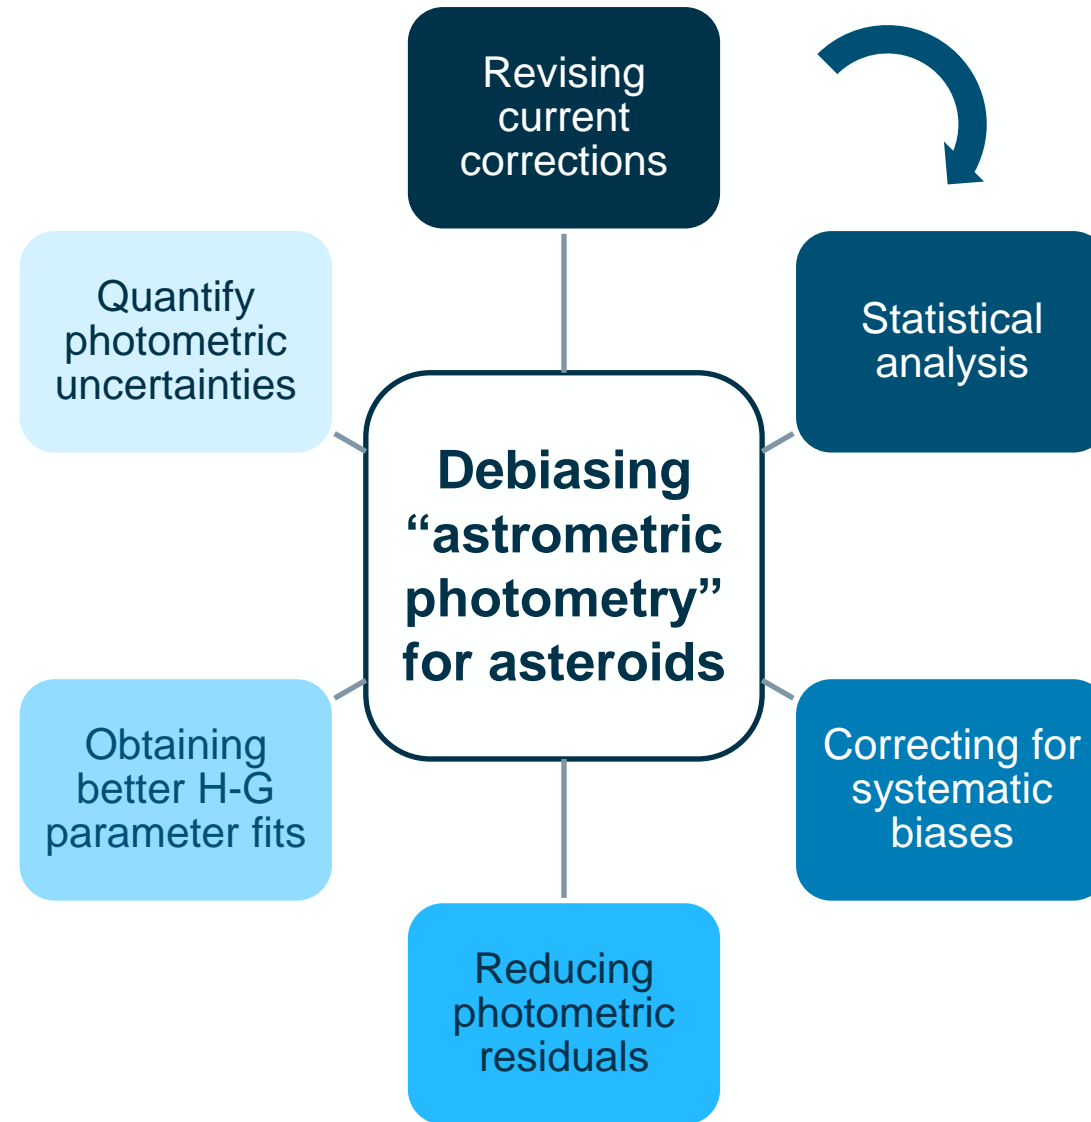 Revising
current
corrections
Statistical
analysis
Correcting for
systematic
biases
Reducing
photometric
residuals
Obtaining
better H-G
parameter fits
Quantify
photometric
uncertainties
Debiasing
“astrometric
photometry”
for asteroids